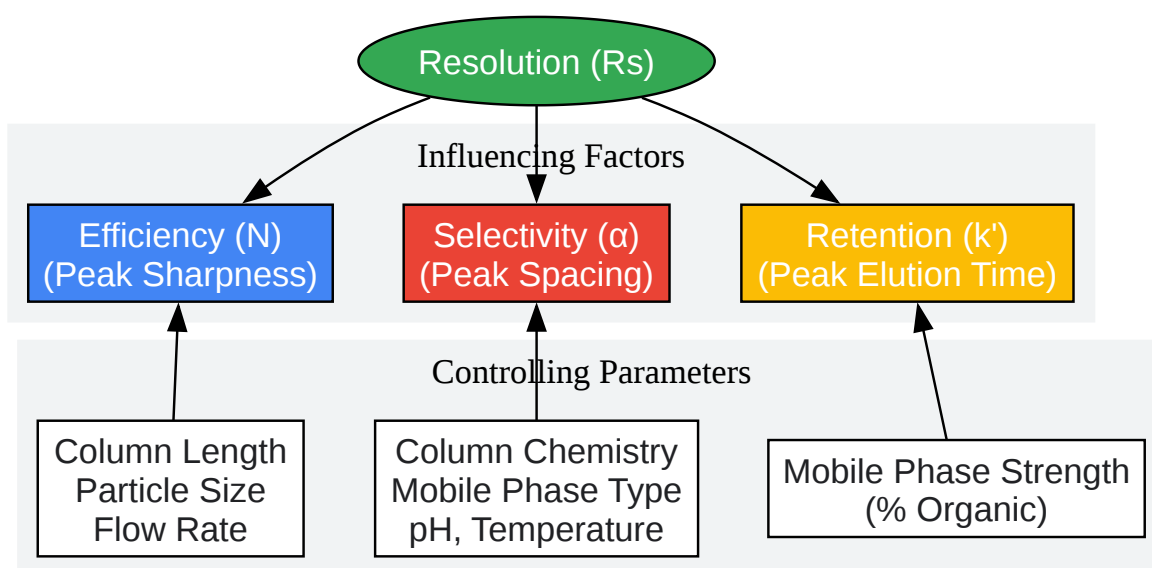 Resolution (Rs)
Influencing Factors
Efficiency (N)
(Peak Sharpness)
Selectivity (α)
(Peak Spacing)
Retention (k')
(Peak Elution Time)
Controlling Parameters
Column Length
Particle Size
Flow Rate
Column Chemistry
Mobile Phase Type
pH, Temperature
Mobile Phase Strength
(% Organic)